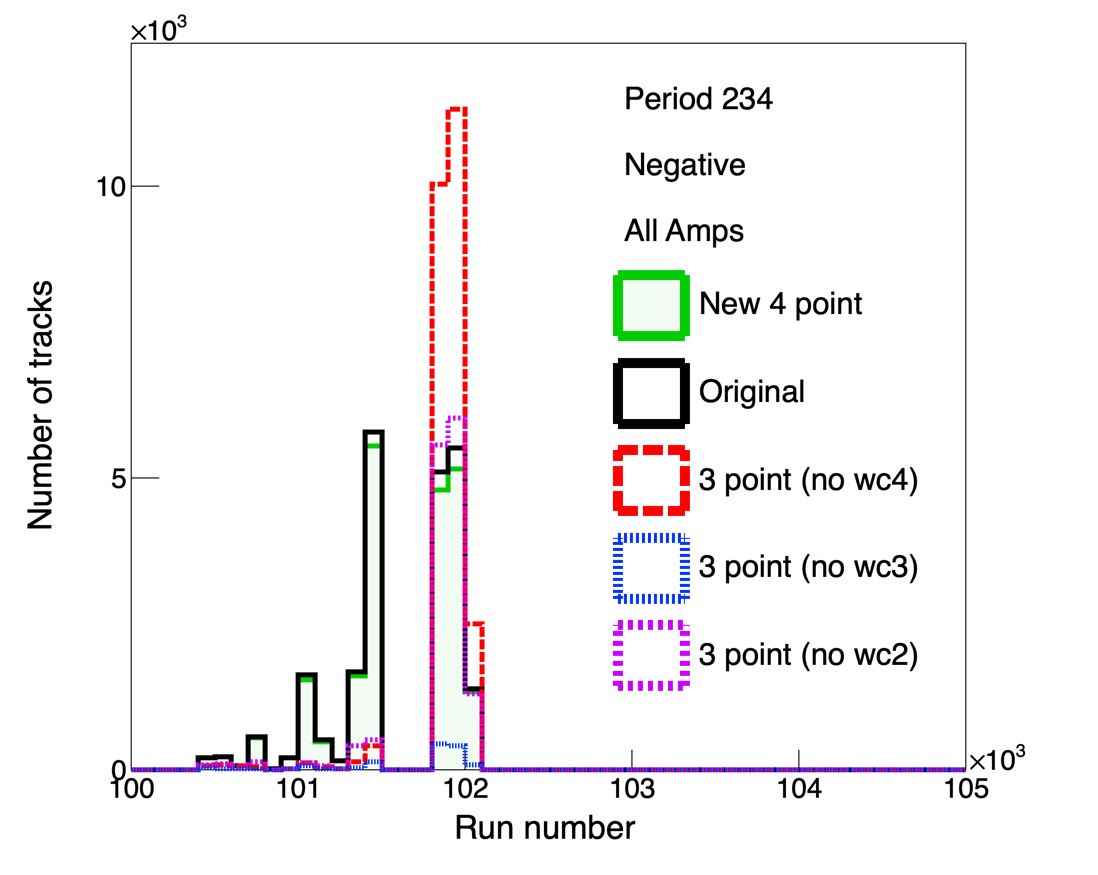 ×10³
Period 234
Negative
All Amps
New 4 point
Original
3 point (no wc4)
3 point (no wc3)
3 point (no wc2)
Number of tracks
10
5
0
100 101 102 103 104 105
×10³
Run number